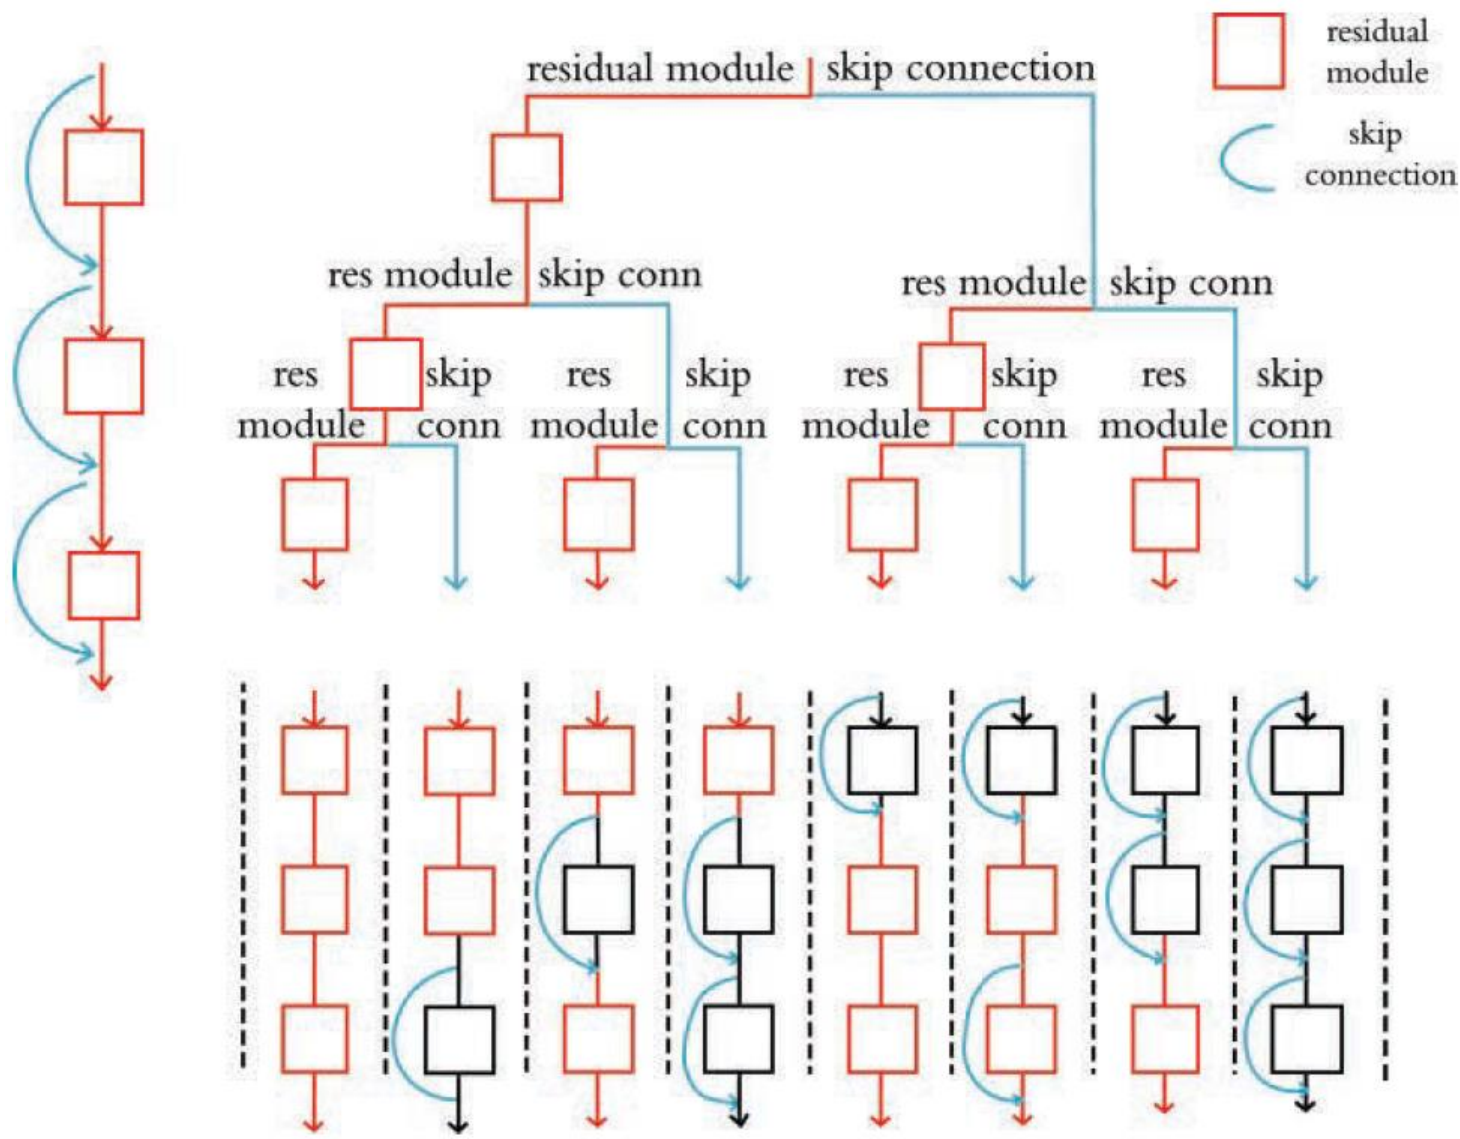 residual module
skip connection
residual
module
skip
connection
res module
skip conn
res module
skip conn
res
module
skip
conn
res
module
skip
conn
res
module
skip
conn
res
module
skip
conn